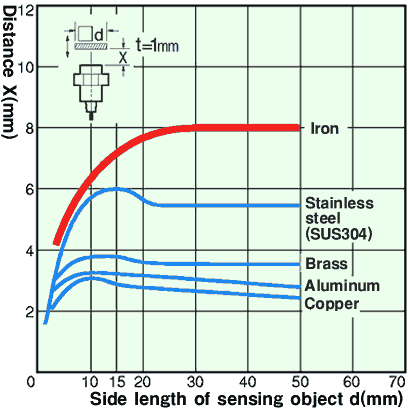 Distance X(mm)
12
10
8
6
4
2
0
d
t=1mm
X
Iron
Stainless
steel
(SUS304)
Brass
Aluminum
Copper
10 15 20 30 40 50 60 70
Side length of sensing object d(mm)